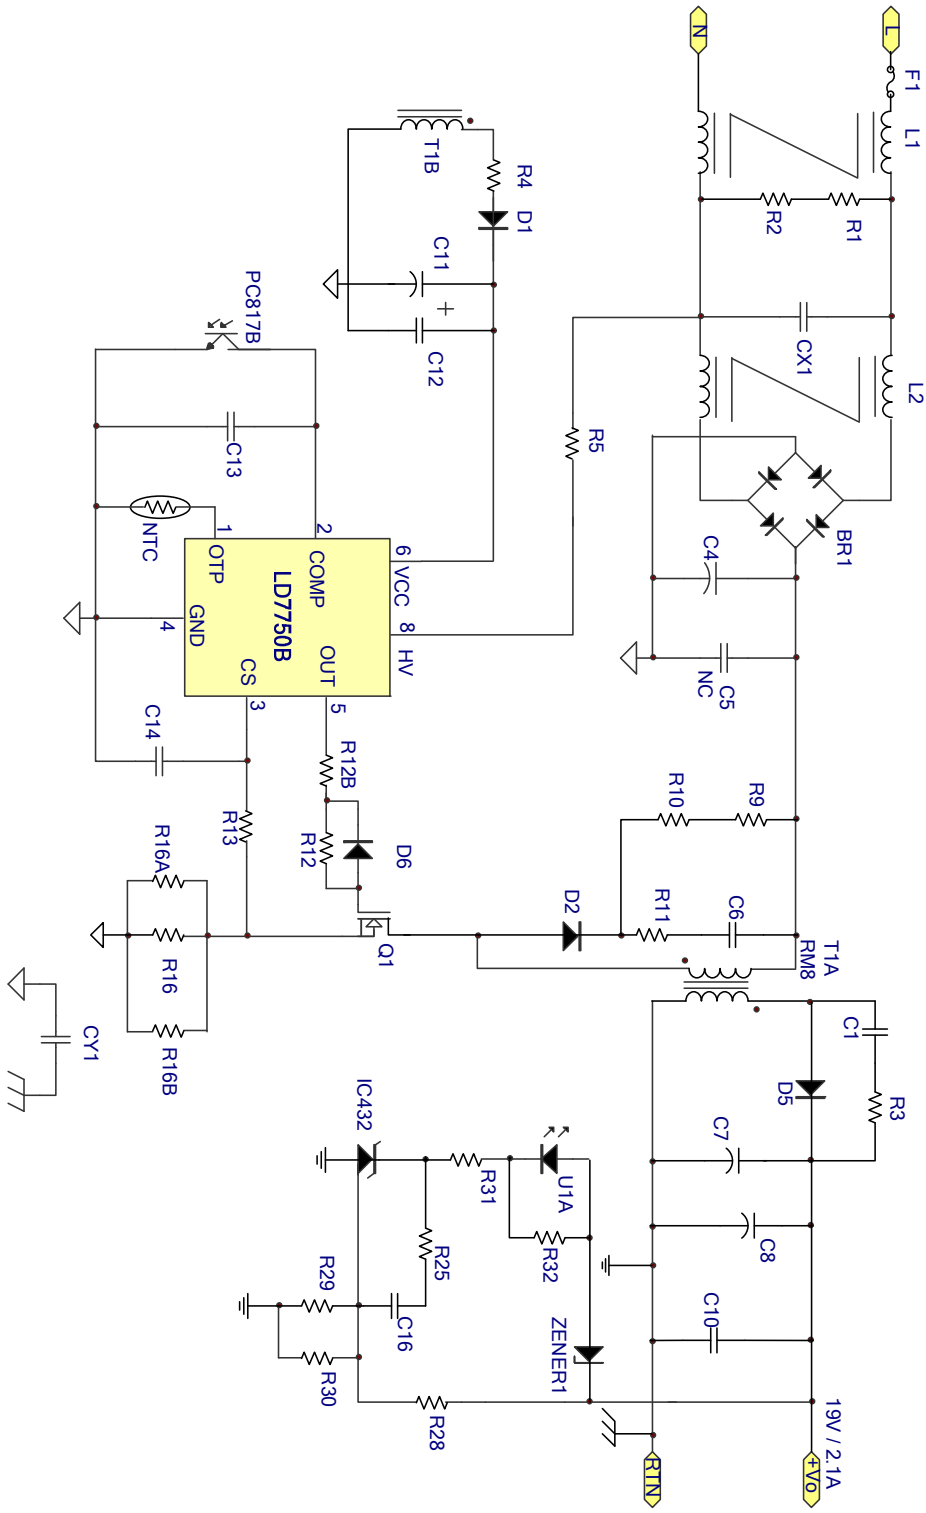 L
N
F1
L1
R1
R2
CX1
L2
BR1
C4
C5
NC
R5
T1B
R4
D1
C11
C12
PC817B
C13
NTC
1
OTP
2
COMP
LD7750B
6
VCC
8
HV
4
GND
CS
3
OUT
5
C14
R13
R12B
R12
D6
Q1
R16A
R16
R16B
CY1
R9
R10
R11
C6
D2
T1A
RM8
C1
R3
D5
C7
C8
C10
IC432
R31
U1A
R32
R25
C16
R29
R30
R28
ZENER1
19V / 2.1A
+Vo
RTN